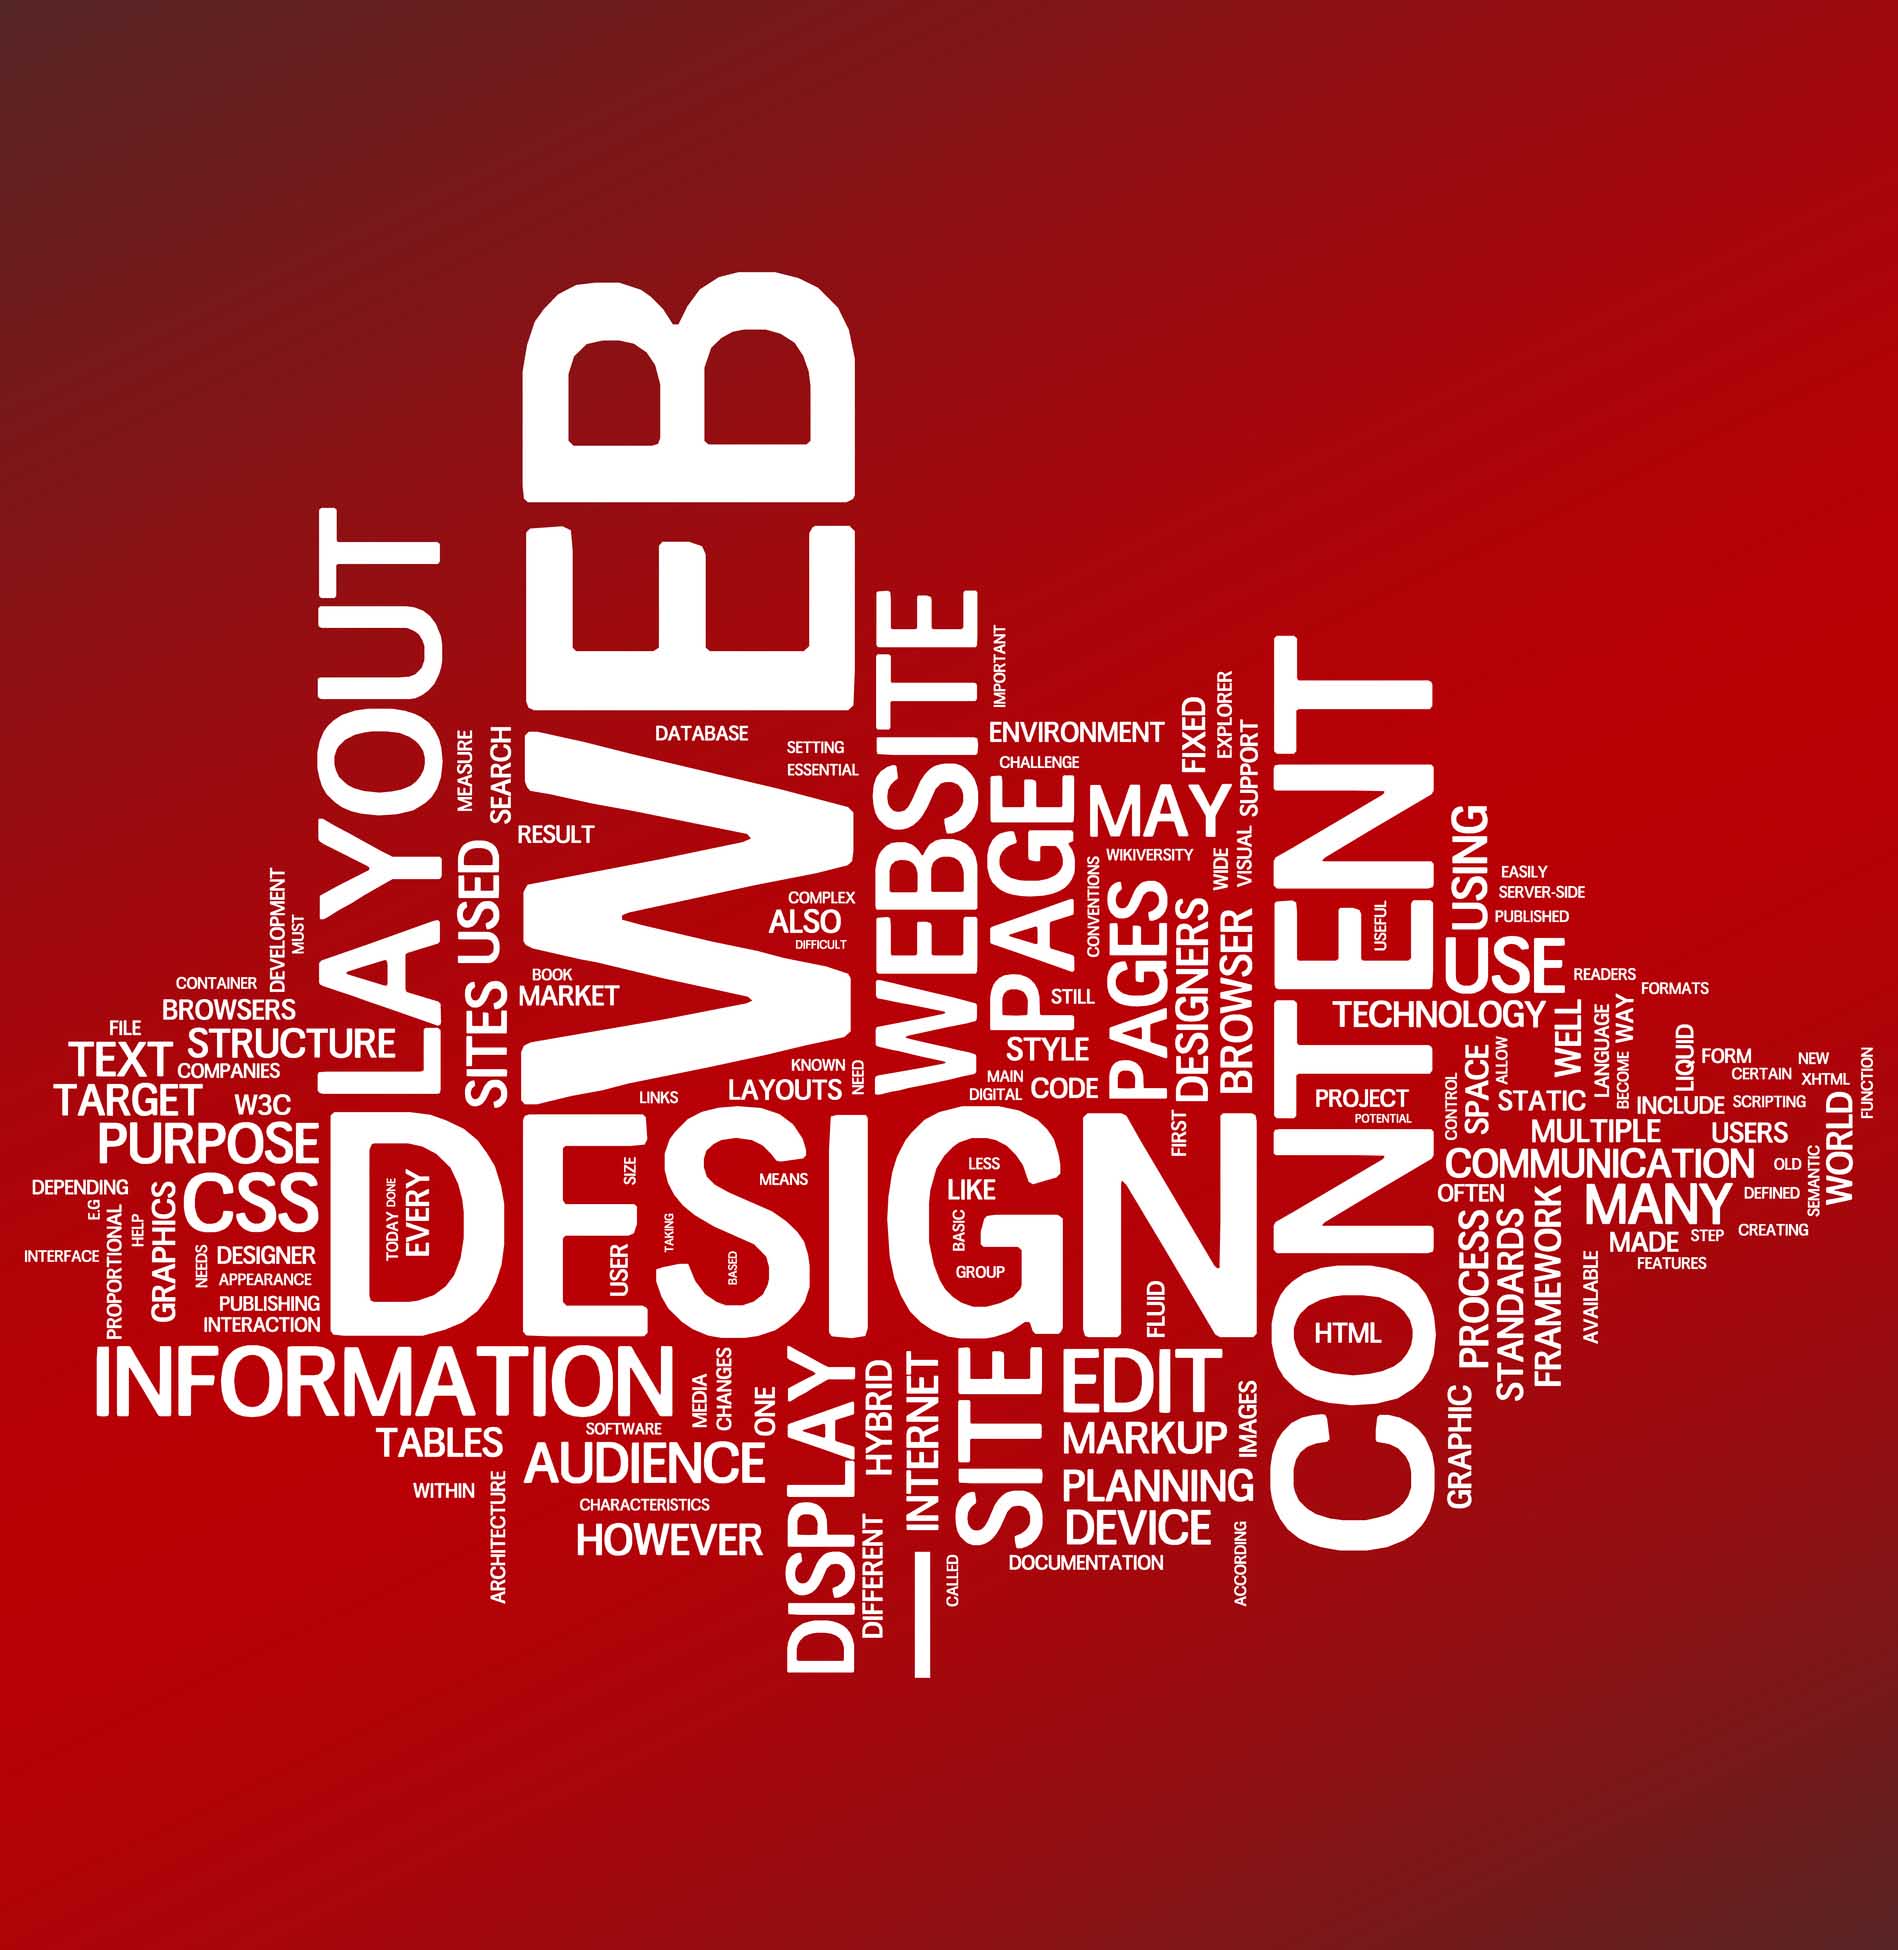 WEB
LAYOUT
WEBSITE
IMPORTANT
CONTENT
DATABASE
SETTING
ESSENTIAL
MEASURE
SEARCH
RESULT
ENVIRONMENT
CHALLENGE
FIXED
EXPLORER
SUPPORT
PAGE
MAY
WIKIVERSITY
WIDE
VISUAL
CONVENTIONS
USING
EASILY
SERVER-SIDE
PUBLISHED
USED
COMPLEX
ALSO
DIFFICULT
DEVELOPMENT
MUST
PAGES
DESIGNERS
BROWSER
USEFUL
USE
READERS
FORMATS
CONTAINER
BROWSERS
FILE
STRUCTURE
TEXT
COMPANIES
TARGET
W3C
SITES
BOOK
MARKET
STILL
STYLE
MAIN
CODE
DIGITAL
KNOWN
NEED
LAYOUTS
LINKS
TECHNOLOGY
WELL
LANGUAGE
WAY
BECOME
LIQUID
FORM
NEW
CERTAIN
XHTML
FUNCTION
PROJECT
POTENTIAL
CONTROL
SPACE
ALLOW
STATIC
INCLUDE
SCRIPTING
WORLD
PURPOSE
DESIGN
FIRST
MULTIPLE
USERS
COMMUNICATION
OLD
SEMANTIC
DEPENDING
E.G
CSS
GRAPHICS
HELP
PROPORTIONAL
INTERFACE
NEEDS
DESIGNER
APPEARANCE
PUBLISHING
INTERACTION
TODAY
DONE
EVERY
SIZE
USER
TAKING
BASED
MEANS
LESS
LIKE
BASIC
GROUP
FLUID
HTML
OFTEN
MANY
DEFINED
STEP
CREATING
MADE
FEATURES
PROCESS
STANDARDS
FRAMEWORK
AVAILABLE
GRAPHIC
INFORMATION
MEDIA
CHANGES
ONE
DISPLAY
HYBRID
INTERNET
SITE
EDIT
MARKUP
IMAGES
TABLES
SOFTWARE
AUDIENCE
PLANNING
WITHIN
ARCHITECTURE
CHARACTERISTICS
HOWEVER
DIFFERENT
CALLED
DEVICE
DOCUMENTATION
ACCORDING